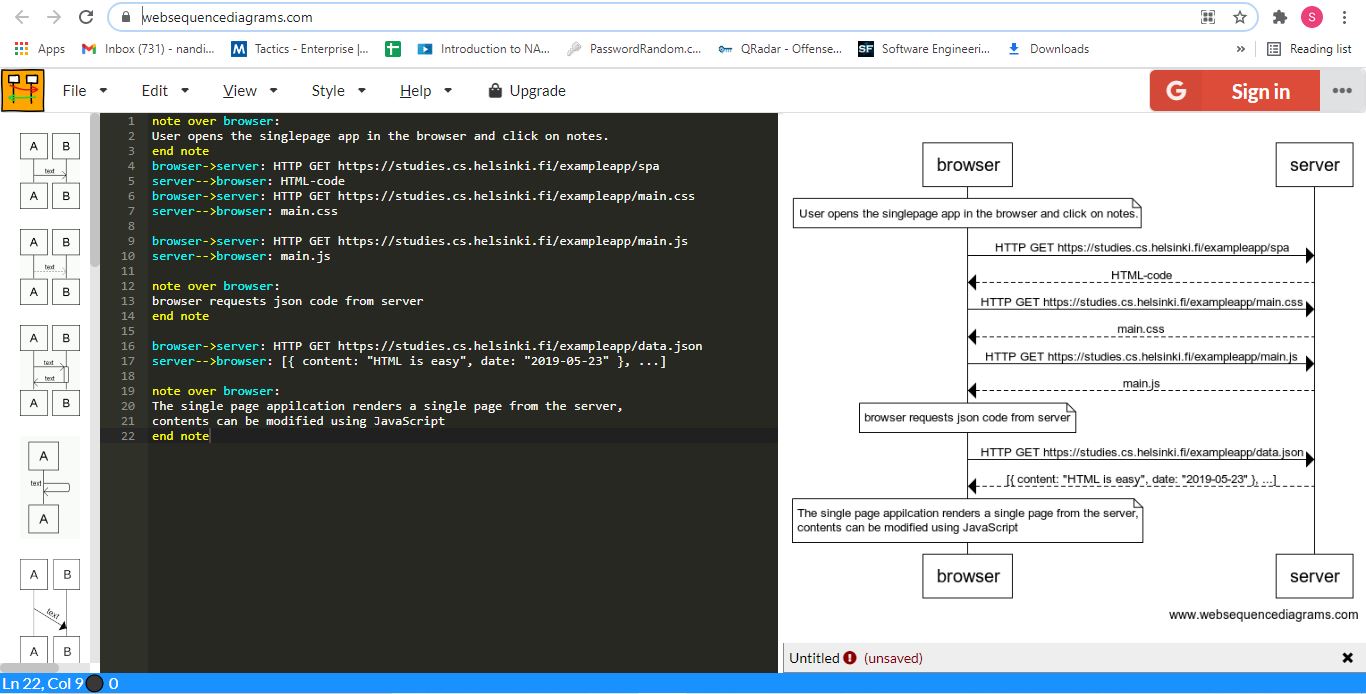 websequencediagrams.com
S
Apps
Inbox (731) - nandi...
M Tactics - Enterprise |...
Introduction to NA...
PasswordRandom.c...
QRadar - Offense...
SF Software Engineeri...
Downloads
»
Reading list
File
Edit
View
Style
Help
Upgrade
G Sign in
A B
text
A B
A B
text
A B
A B
text
text
A B
A
text
A
A B
text
A B
1 note over browser:
2 User opens the singlepage app in the browser and click on notes.
3 end note
4 browser->server: HTTP GET https://studies.cs.helsinki.fi/exampleapp/spa
5 server-->browser: HTML-code
6 browser->server: HTTP GET https://studies.cs.helsinki.fi/exampleapp/main.css
7 server-->browser: main.css
8
9 browser->server: HTTP GET https://studies.cs.helsinki.fi/exampleapp/main.js
10 server-->browser: main.js
11
12 note over browser:
13 browser requests json code from server
14 end note
15
16 browser->server: HTTP GET https://studies.cs.helsinki.fi/exampleapp/data.json
17 server-->browser: [{ content: "HTML is easy", date: "2019-05-23" }, ...]
18
19 note over browser:
20 The single page appilcation renders a single page from the server,
21 contents can be modified using JavaScript
22 end note
browser server
User opens the singlepage app in the browser and click on notes.
HTTP GET https://studies.cs.helsinki.fi/exampleapp/spa
HTML-code
HTTP GET https://studies.cs.helsinki.fi/exampleapp/main.css
main.css
HTTP GET https://studies.cs.helsinki.fi/exampleapp/main.js
main.js
browser requests json code from server
HTTP GET https://studies.cs.helsinki.fi/exampleapp/data.json
[{ content: "HTML is easy", date: "2019-05-23" }, ...]
The single page appilcation renders a single page from the server,
contents can be modified using JavaScript
browser server
www.websequencediagrams.com
Untitled (unsaved)
Ln 22, Col 9 0